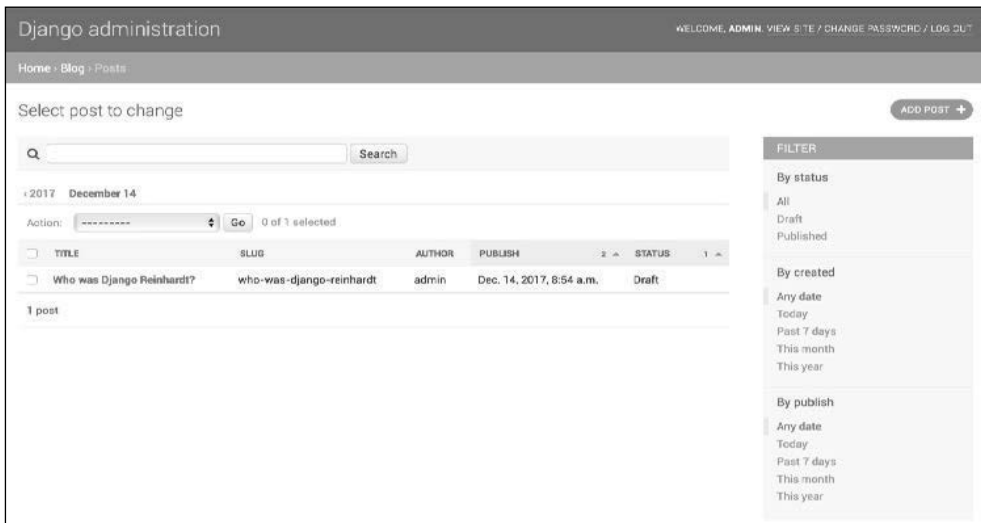 Django administration
WELCOME, ADMIN. VIEW SITE / CHANGE PASSWORD / LOG OUT
Home › Blog › Posts
Select post to change
ADD POST +
Search
‹ 2017 December 14
Action: --------- Go 0 of 1 selected
TITLE SLUG AUTHOR PUBLISH 2 STATUS 1
Who was Django Reinhardt? who-was-django-reinhardt admin Dec. 14, 2017, 8:54 a.m. Draft
1 post
FILTER
By status
All
Draft
Published
By created
Any date
Today
Past 7 days
This month
This year
By publish
Any date
Today
Past 7 days
This month
This year